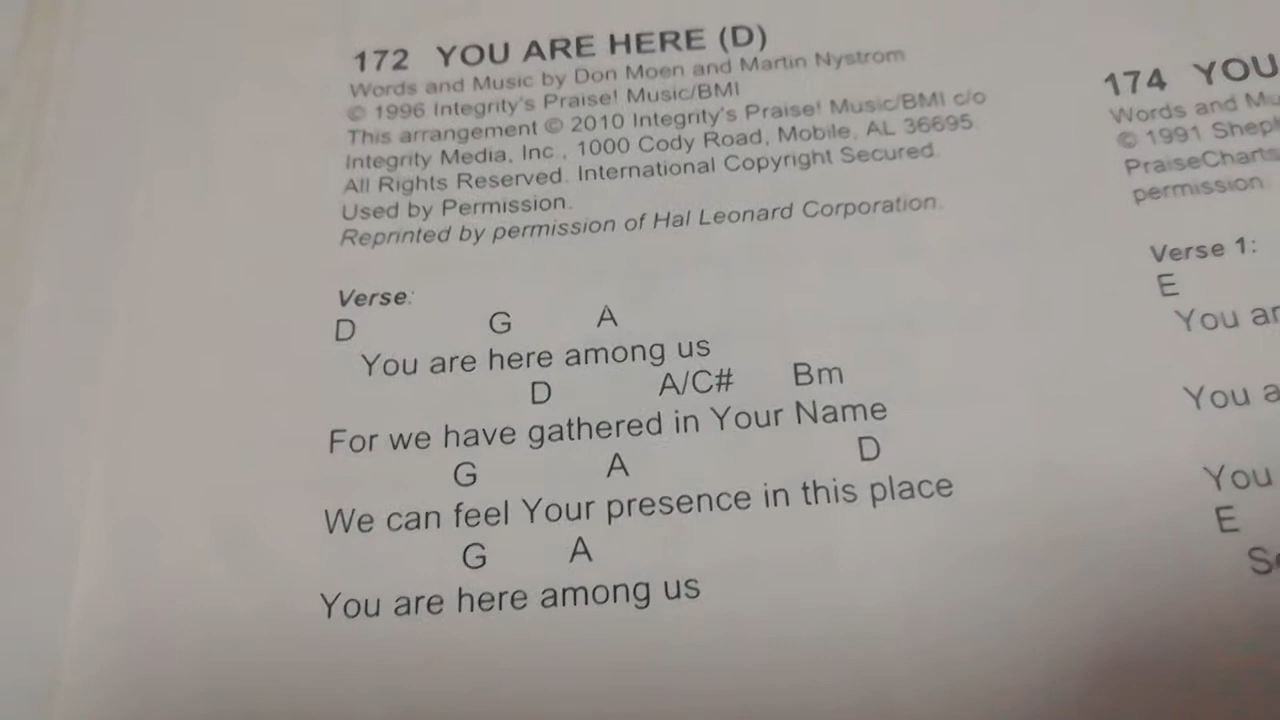 172 YOU ARE HERE (D)
Words and Music by Don Moen and Martin Nystrom
© 1996 Integrity's Praise! Music/BMI
This arrangement © 2010 Integrity's Praise! Music/BMI c/o
Integrity Media, Inc., 1000 Cody Road, Mobile, AL 36695
All Rights Reserved. International Copyright Secured.
Used by Permission.
Reprinted by permission of Hal Leonard Corporation.
Verse:
D G A
You are here among us
D A/C# Bm
For we have gathered in Your Name
G A D
We can feel Your presence in this place
G A
You are here among us
174 YOU
Words and
© 1991
PraiseCharts
permission.
Verse 1:
E
You
You
You
E